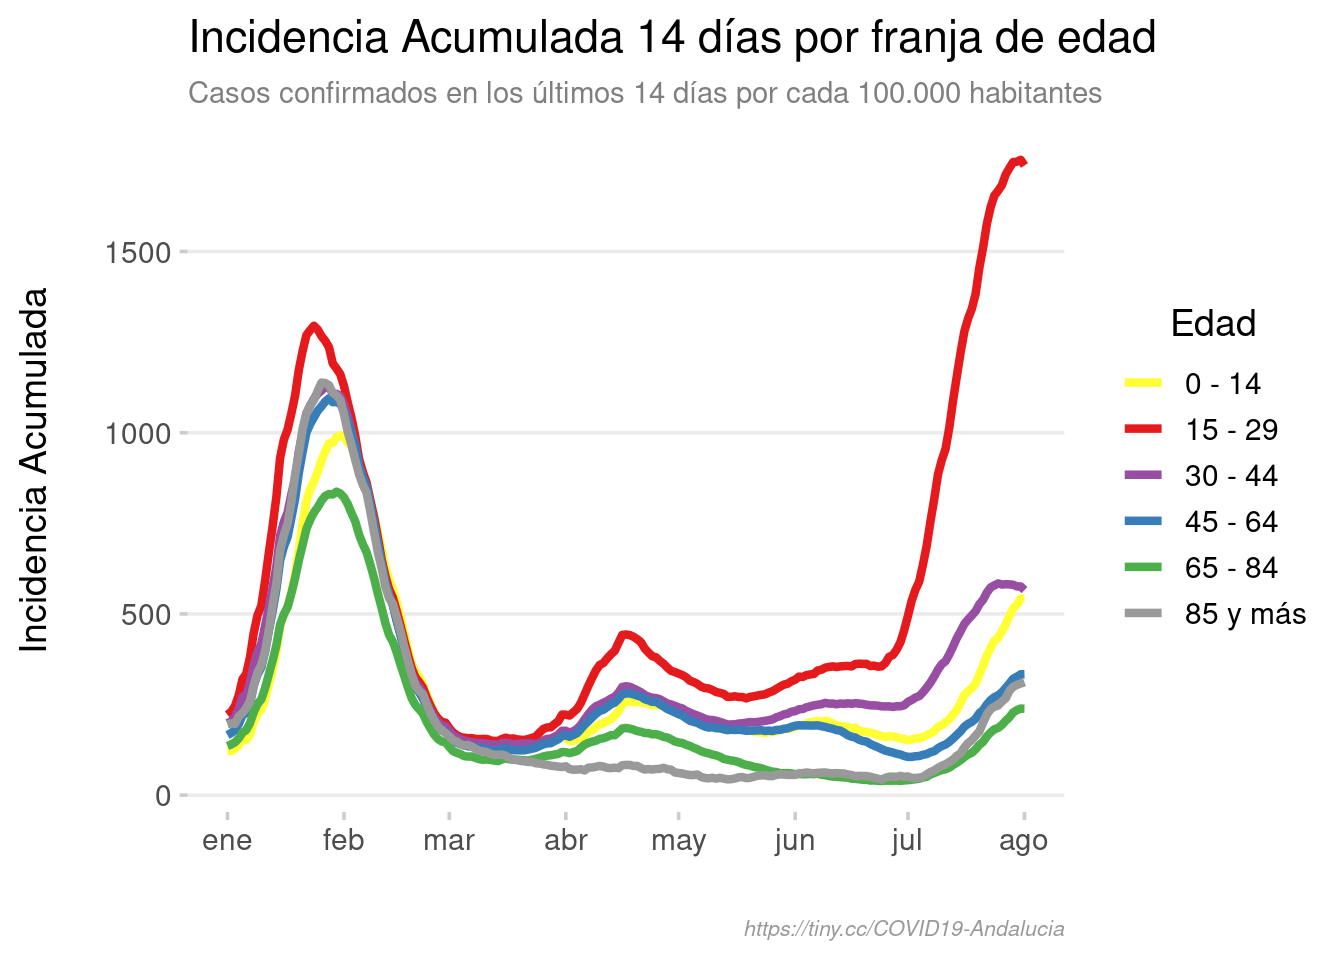 Incidencia Acumulada 14 días por franja de edad
Casos confirmados en los últimos 14 días por cada 100.000 habitantes
Incidencia Acumulada
1500
1000
500
0
ene feb mar abr may jun jul ago
Edad
0 - 14
15 - 29
30 - 44
45 - 64
65 - 84
85 y más
https://tiny.cc/COVID19-Andalucia